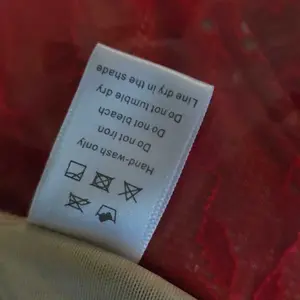 Hand-wash only
Do not iron
Do not bleach
Do not tumble dry
Line dry in the shade